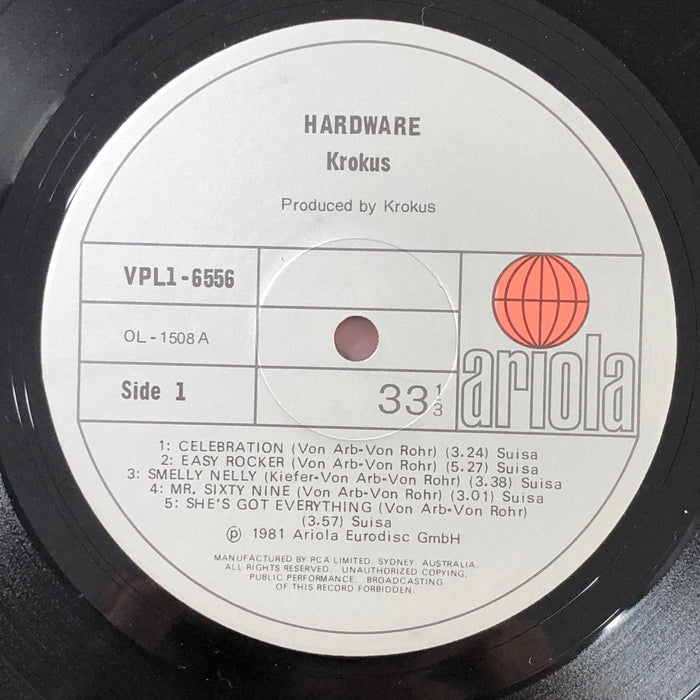 HARDWARE
Krokus
Produced by Krokus
VPL1-6556
OL-1508 A
Side 1
33 1/3
ariola
1: CELEBRATION (Von Arb-Von Rohr) (3.24) Suisa
2: EASY ROCKER (Von Arb-Von Rohr) (5.27) Suisa
3: SMELLY NELLY (Kiefer-Von Arb-Von Rohr) (3.38) Suisa
4: MR. SIXTY NINE (Von Arb-Von Rohr) (3.01) Suisa
5: SHE'S GOT EVERYTHING (Von Arb-Von Rohr)
(3.57) Suisa
℗ 1981 Ariola Eurodisc GmbH
MANUFACTURED BY RCA LIMITED. SYDNEY. AUSTRALIA.
ALL RIGHTS RESERVED. UNAUTHORIZED COPYING,
PUBLIC PERFORMANCE, BROADCASTING
OF THIS RECORD FORBIDDEN.